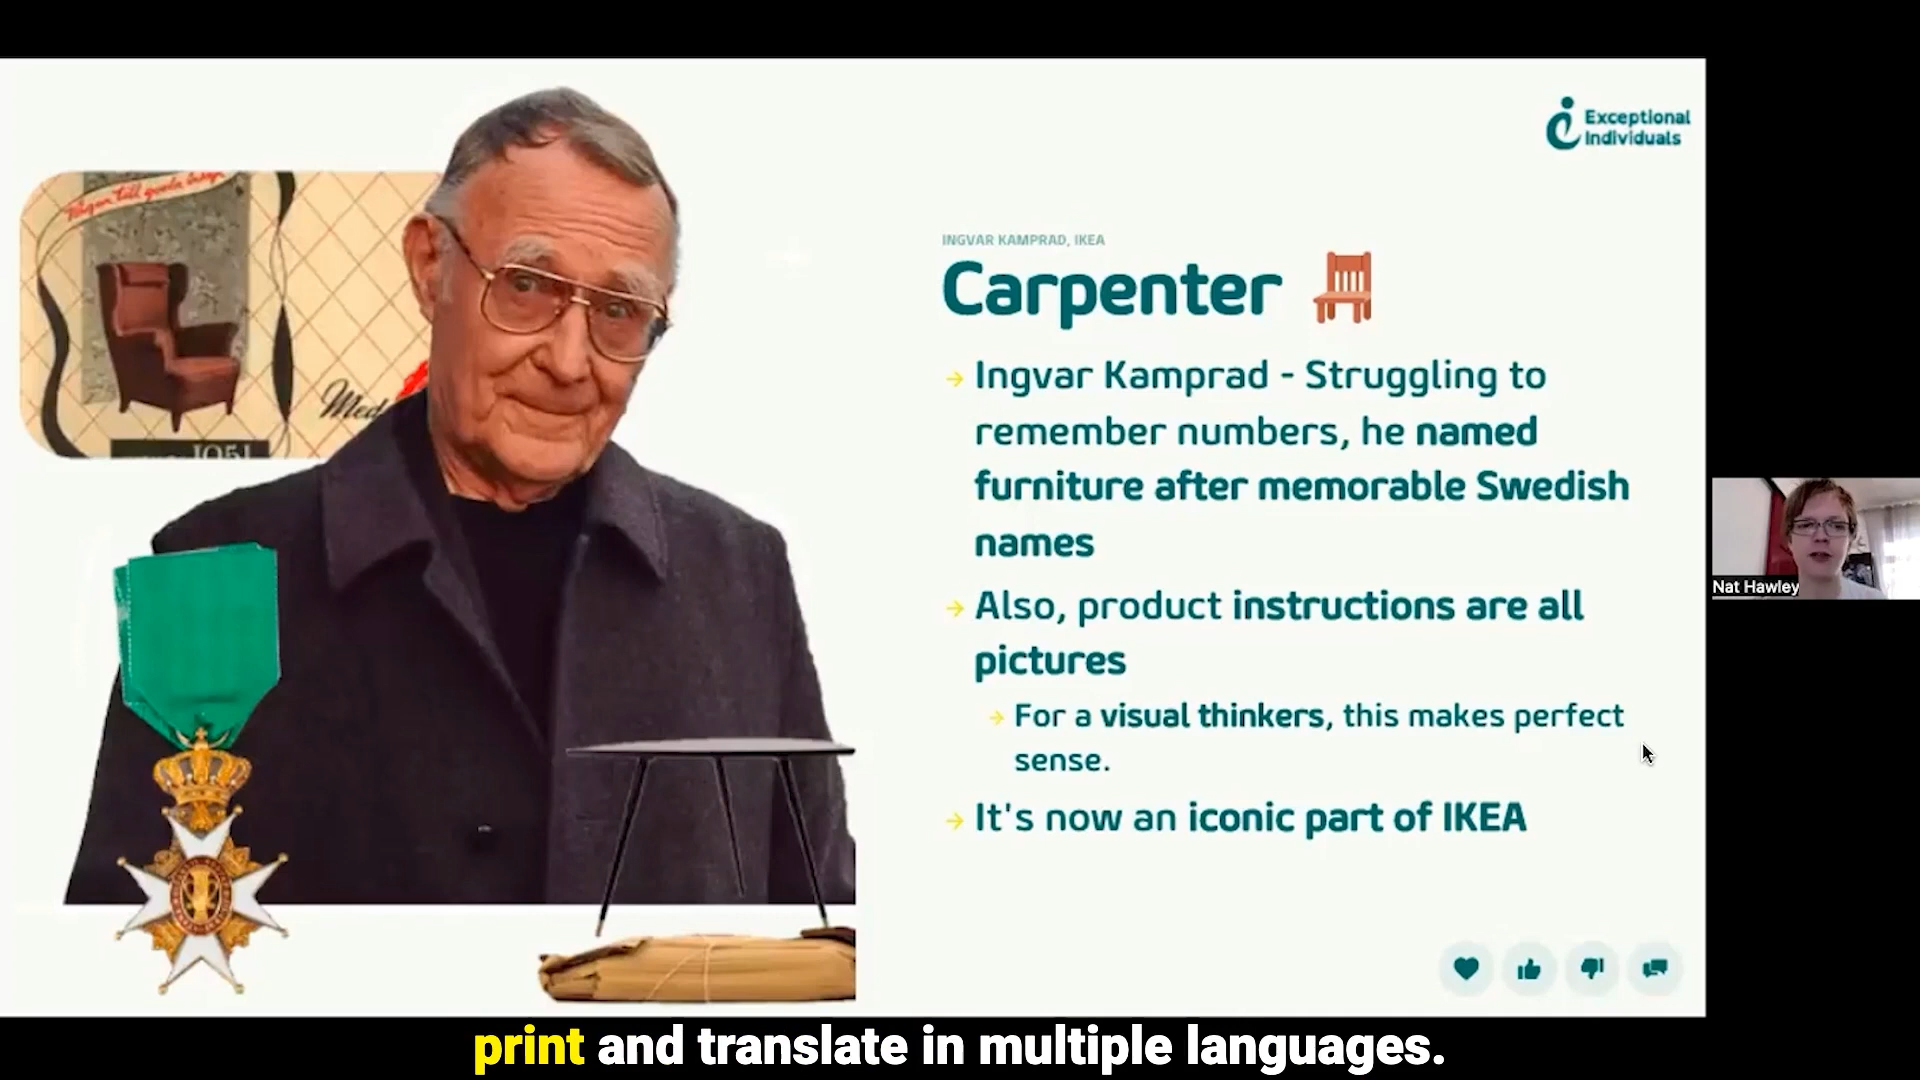 Exceptional
Individuals
INGVAR KAMPRAD, IKEA
Carpenter
Ingvar Kamprad - Struggling to
remember numbers, he named
furniture after memorable Swedish
names
Also, product instructions are all
pictures
For a visual thinkers, this makes perfect
sense.
It's now an iconic part of IKEA
Nat Hawley
print and translate in multiple languages.